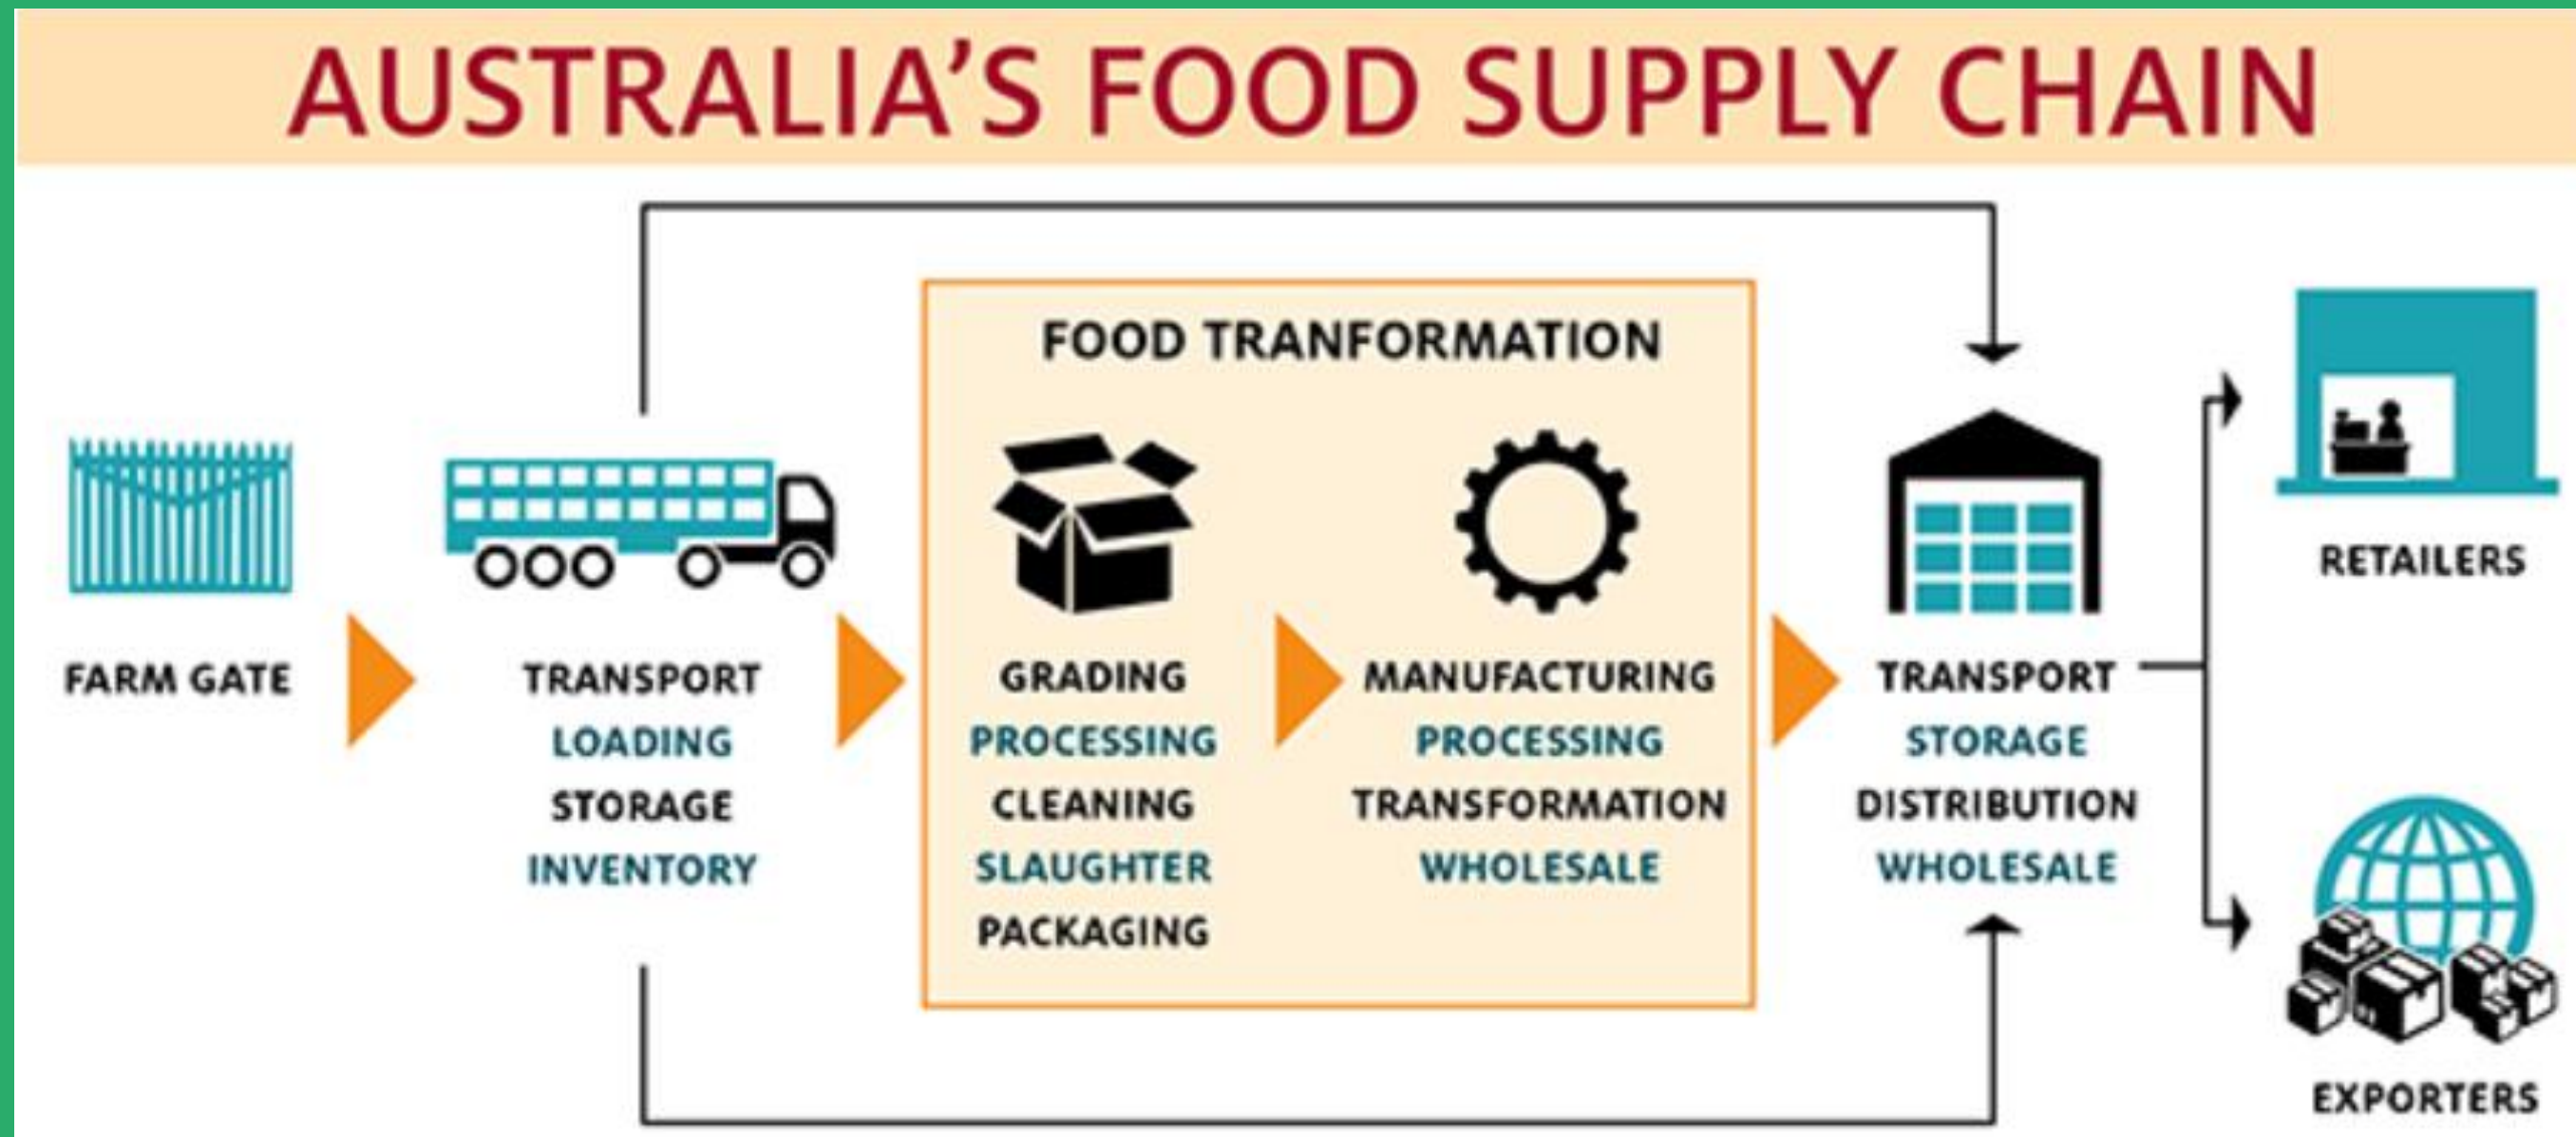 AUSTRALIA'S FOOD SUPPLY CHAIN
FARM GATE
TRANSPORT
LOADING
STORAGE
INVENTORY
FOOD TRANFORMATION
GRADING
PROCESSING
CLEANING
SLAUGHTER
PACKAGING
MANUFACTURING
PROCESSING
TRANSFORMATION
WHOLESALE
TRANSPORT
STORAGE
DISTRIBUTION
WHOLESALE
RETAILERS
EXPORTERS